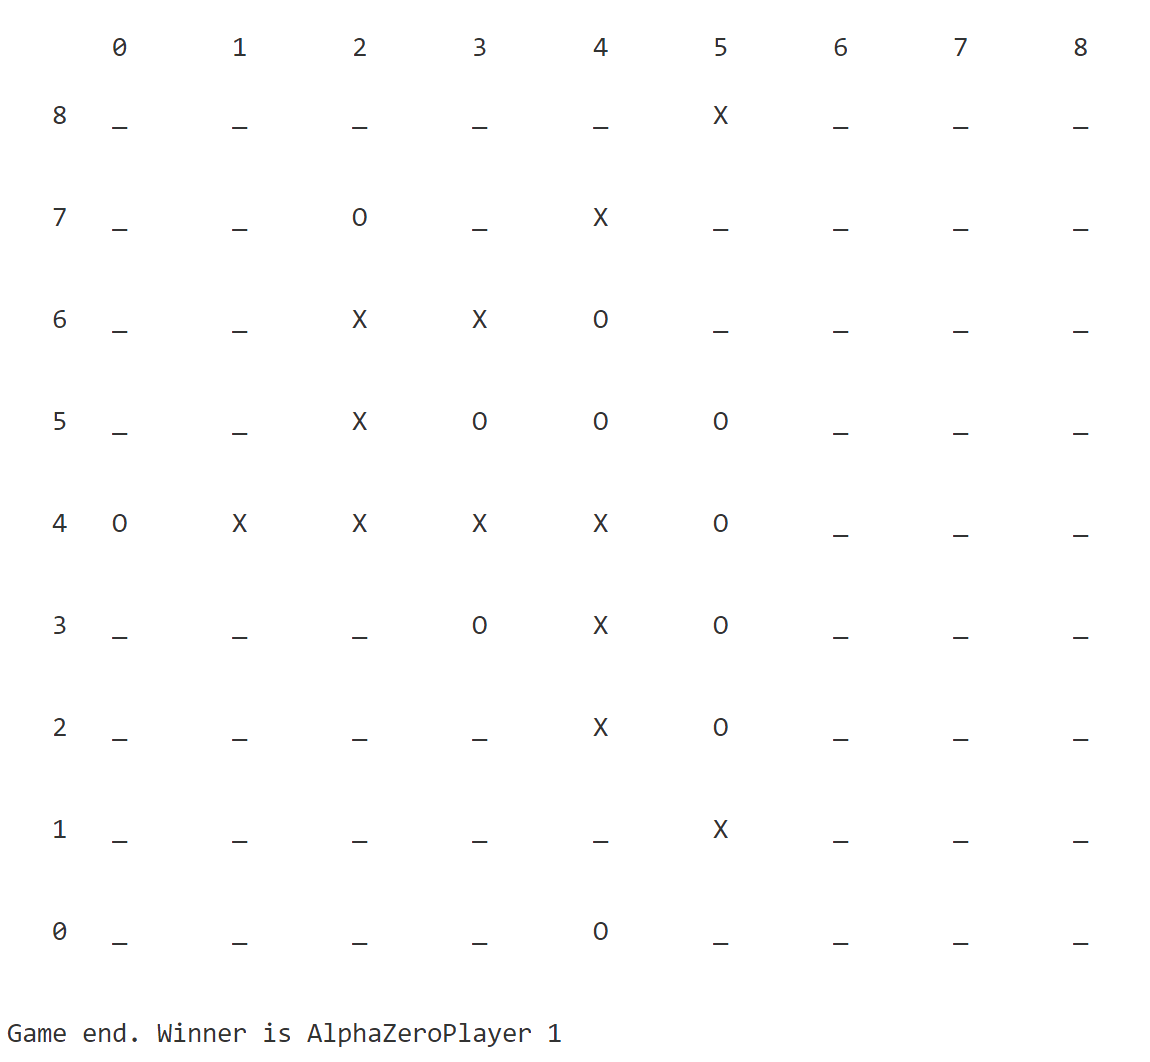 0 1 2 3 4 5 6 7 8
8 _ _ _ _ _ X _ _ _
7 _ _ O _ X _ _ _ _
6 _ _ X X O _ _ _ _
5 _ _ X O O O _ _ _
4 O X X X X O _ _ _
3 _ _ _ O X O _ _ _
2 _ _ _ _ X O _ _ _
1 _ _ _ _ _ X _ _ _
0 _ _ _ _ O _ _ _ _
Game end. Winner is AlphaZeroPlayer 1